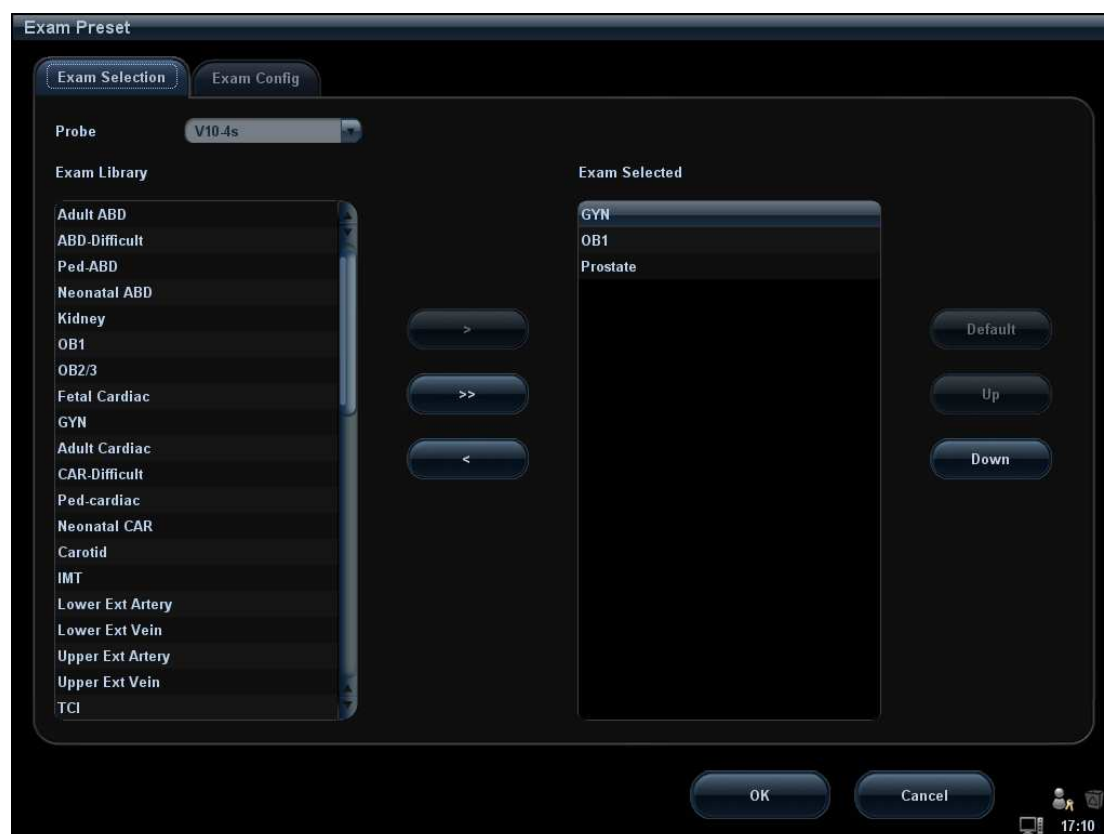 Exam Preset
Exam Selection
Exam Config
Probe
V10-4s
Exam Library
Exam Selected
Adult ABD
ABD-Difficult
Ped-ABD
Neonatal ABD
Kidney
OB1
OB2/3
Fetal Cardiac
GYN
Adult Cardiac
CAR-Difficult
Ped-cardiac
Neonatal CAR
Carotid
IMT
Lower Ext Artery
Lower Ext Vein
Upper Ext Artery
Upper Ext Vein
TCI
>
>>
<
GYN
OB1
Prostate
Default
Up
Down
OK
Cancel
17:10